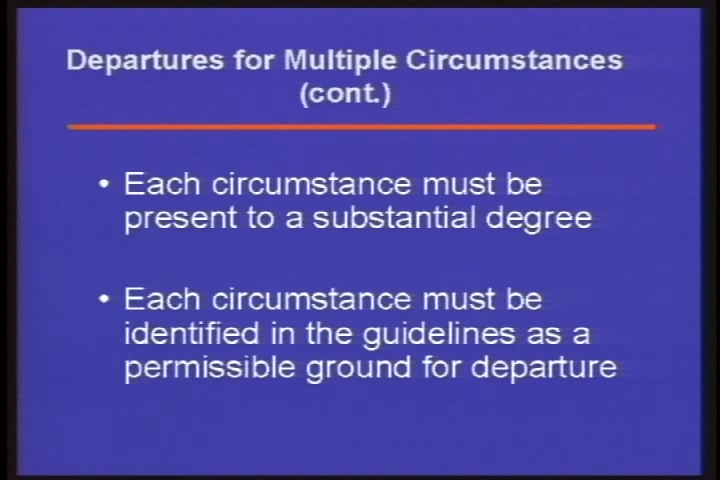 Departures for Multiple Circumstances
(cont.)
• Each circumstance must be
present to a substantial degree
• Each circumstance must be
identified in the guidelines as a
permissible ground for departure